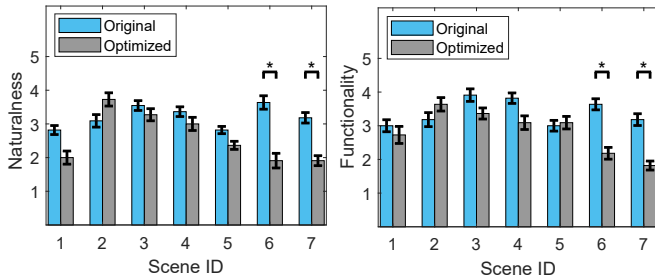 Original
Optimized
Naturalness
5
4
3
2
1
*
*
1 2 3 4 5 6 7
Scene ID
Original
Optimized
Functionality
5
4
3
2
1
*
*
1 2 3 4 5 6 7
Scene ID